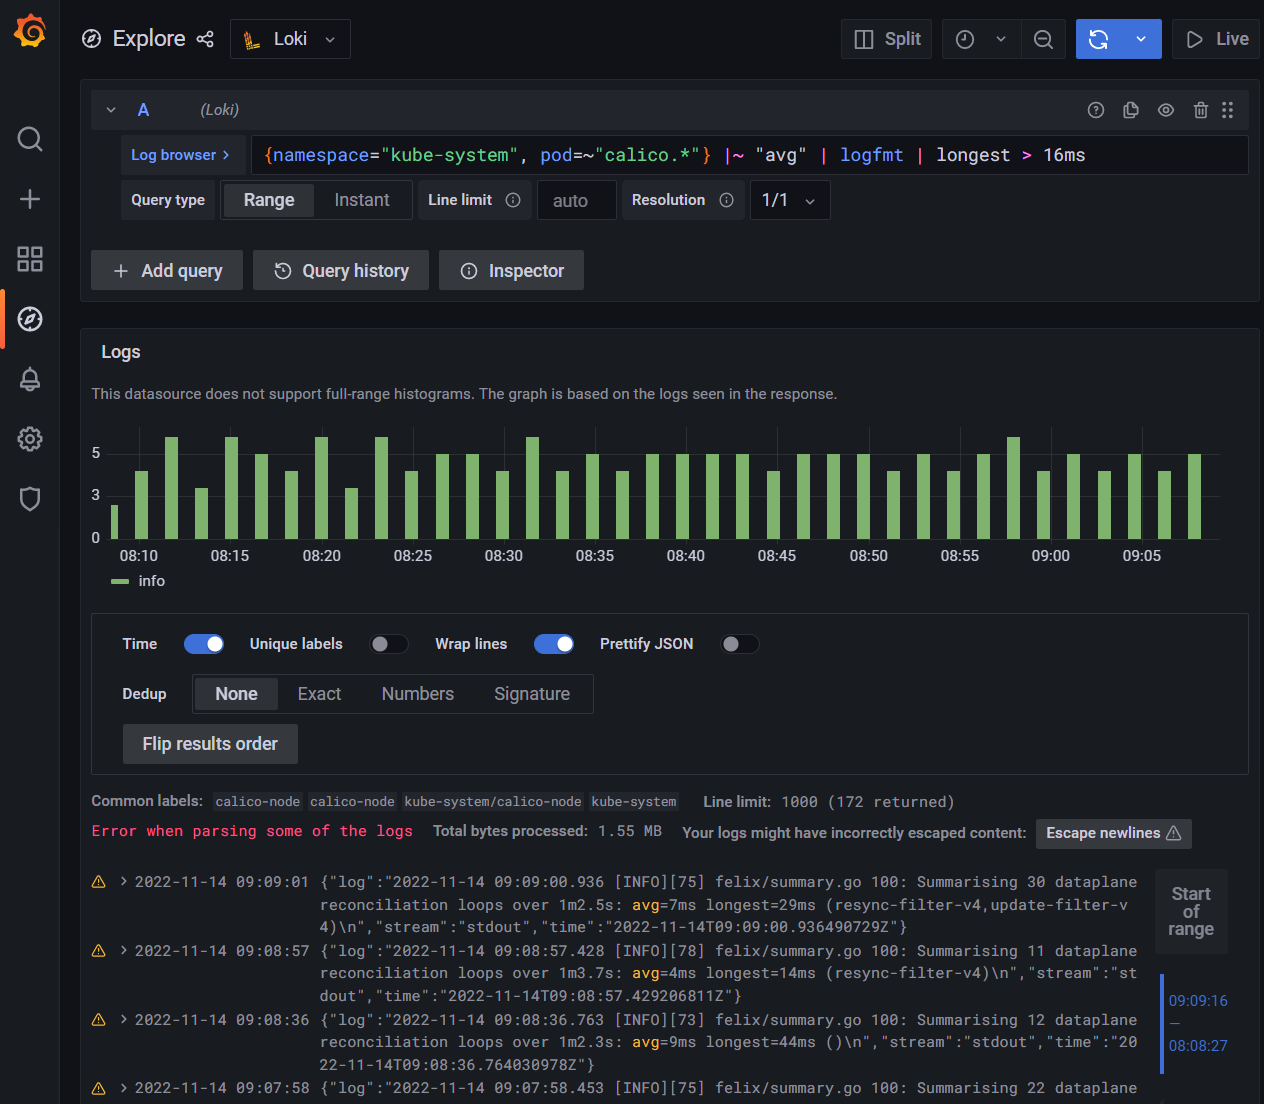 Explore
Loki
Split
Live
A
(Loki)
Log browser >
{namespace="kube-system", pod=~"calico.*"} |~ "avg" | logfmt | longest > 16ms
Query type
Range
Instant
Line limit
auto
Resolution
1/1
+ Add query
Query history
Inspector
Logs
This datasource does not support full-range histograms. The graph is based on the logs seen in the response.
5
3
0
08:10 08:15 08:20 08:25 08:30 08:35 08:40 08:45 08:50 08:55 09:00 09:05
info
Time
Unique labels
Wrap lines
Prettify JSON
Dedup
None
Exact
Numbers
Signature
Flip results order
Common labels: calico-node calico-node kube-system/calico-node kube-system Line limit: 1000 (172 returned)
Error when parsing some of the logs Total bytes processed: 1.55 MB Your logs might have incorrectly escaped content: Escape newlines
> 2022-11-14 09:09:01 {"log":"2022-11-14 09:09:00.936 [INFO][75] felix/summary.go 100: Summarising 30 dataplane
reconciliation loops over 1m2.5s: avg=7ms longest=29ms (resync-filter-v4,update-filter-v
4)\n","stream":"stdout","time":"2022-11-14T09:09:00.936490729Z"}
> 2022-11-14 09:08:57 {"log":"2022-11-14 09:08:57.428 [INFO][78] felix/summary.go 100: Summarising 11 dataplane
reconciliation loops over 1m3.7s: avg=4ms longest=14ms (resync-filter-v4)\n","stream":"st
dout","time":"2022-11-14T09:08:57.429206811Z"}
> 2022-11-14 09:08:36 {"log":"2022-11-14 09:08:36.763 [INFO][73] felix/summary.go 100: Summarising 12 dataplane
reconciliation loops over 1m2.3s: avg=9ms longest=44ms ()\n","stream":"stdout","time":"20
22-11-14T09:08:36.764030978Z"}
> 2022-11-14 09:07:58 {"log":"2022-11-14 09:07:58.453 [INFO][75] felix/summary.go 100: Summarising 22 dataplane
Start
of
range
09:09:16
—
08:08:27